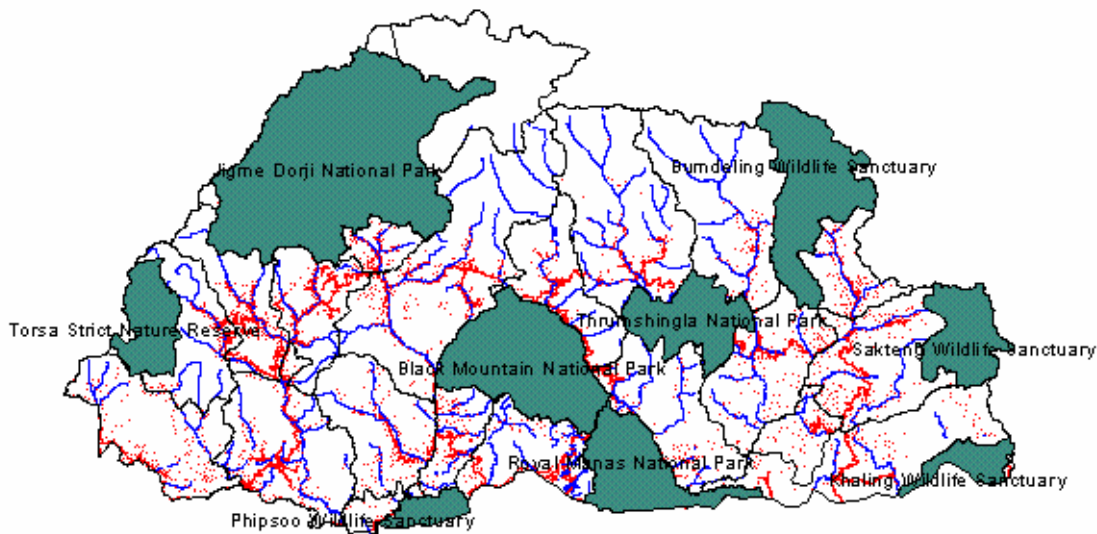 Jigme Dorji National Park
Bumdeling Wildlife Sanctuary
Torsa Strict Nature Reserve
Thrumshingla National Park
Sakteng Wildlife Sanctuary
Black Mountain National Park
Royal Manas National Park
Khaling Wildlife Sanctuary
Phipsoo Wildlife Sanctuary